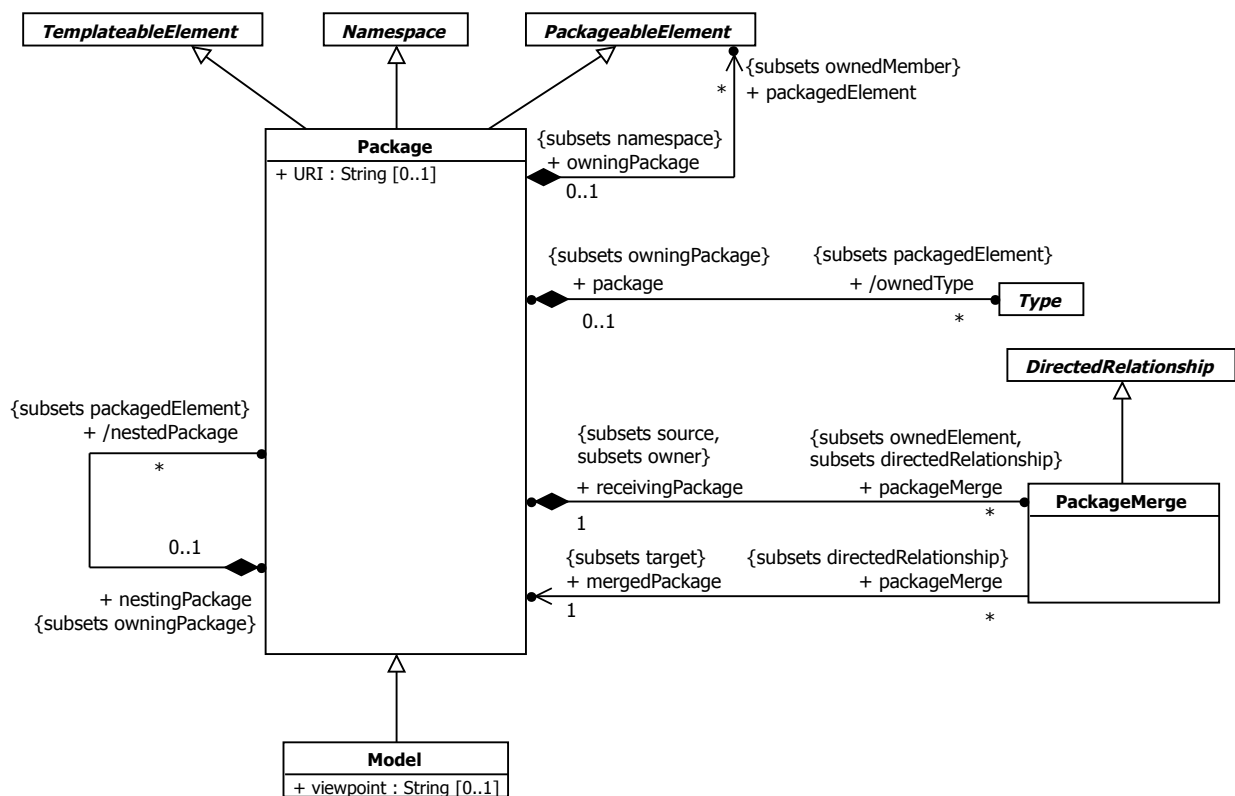 TemplateableElement
Namespace
PackageableElement
{subsets ownedMember}
*
+ packagedElement
Package
+ URI : String [0..1]
{subsets namespace}
+ owningPackage
0..1
{subsets owningPackage}
+ package
0..1
{subsets packagedElement}
+ /ownedType
*
Type
DirectedRelationship
{subsets packagedElement}
+ /nestedPackage
*
0..1
+ nestingPackage
{subsets owningPackage}
{subsets source,
subsets owner}
+ receivingPackage
1
{subsets ownedElement,
subsets directedRelationship}
+ packageMerge
*
PackageMerge
{subsets target}
+ mergedPackage
1
{subsets directedRelationship}
+ packageMerge
*
Model
+ viewpoint : String [0..1]